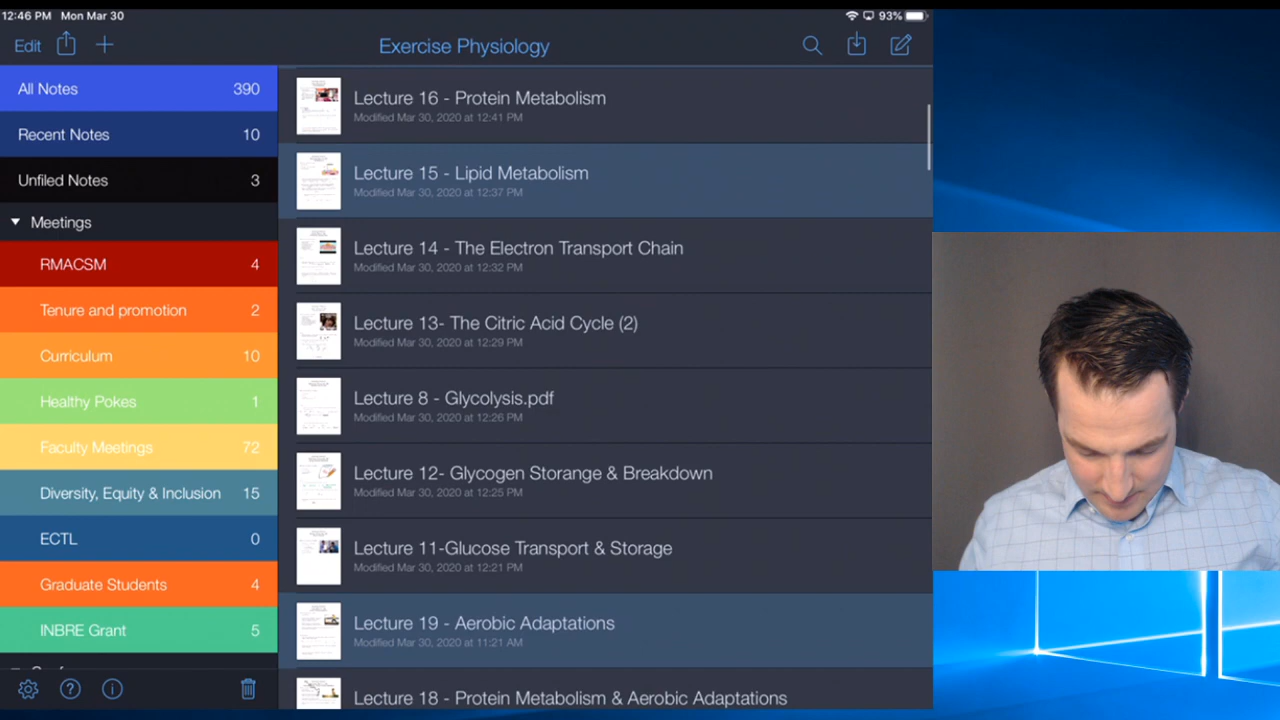 12:46 PM Mon Mar 30
93%
Edit
Exercise Physiology
All Notes 390
Recent Notes 10
Unfiled Notes 3
Meetings
RMACSM 4
Tenure and promotion 2
Curriculum 10
Healthy Pokes 1
Faculty Meetings 72
Diversity, Equity & Inclusion 15
ECTL 0
Graduate Students 4
INBRE Grant 5
Lecture 16 - Protein Metabolism
Modified Mar 30, 2020 at 12:41 PM
Lecture 15 - Lipid Metabolism
Modified Mar 30, 2020 at 12:37 PM
Lecture 14 - The Electron Transport Chain
Modified Mar 30, 2020 at 12:32 PM
Lecture 13- The Citric Acid Cycle (2)
Modified Mar 30, 2020 at 12:29 PM
Lecture 8 - Glycolysis.pdf
Modified Mar 30, 2020 at 12:26 PM
Lecture 12- Glycogen Storange & Breakdown
Modified Mar 30, 2020 at 12:25 PM
Lecture 11-Glucose Transport & Storage
Modified Mar 30, 2020 at 12:21 PM
Lecture 19 - Aerobic Adaptations
Modified Mar 30, 2020 at 11:21 AM
Lecture 18 - Protein Metabolism & Aerobic Adaptations